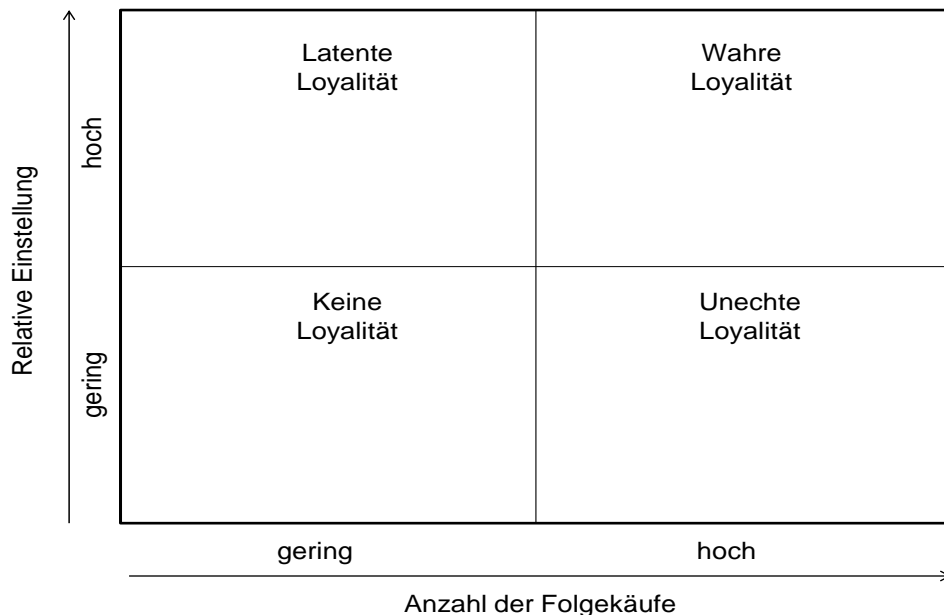 Latente
Loyalität
Wahre
Loyalität
hoch
Relative Einstellung
Keine
Loyalität
Unechte
Loyalität
gering
gering
hoch
Anzahl der Folgekäufe